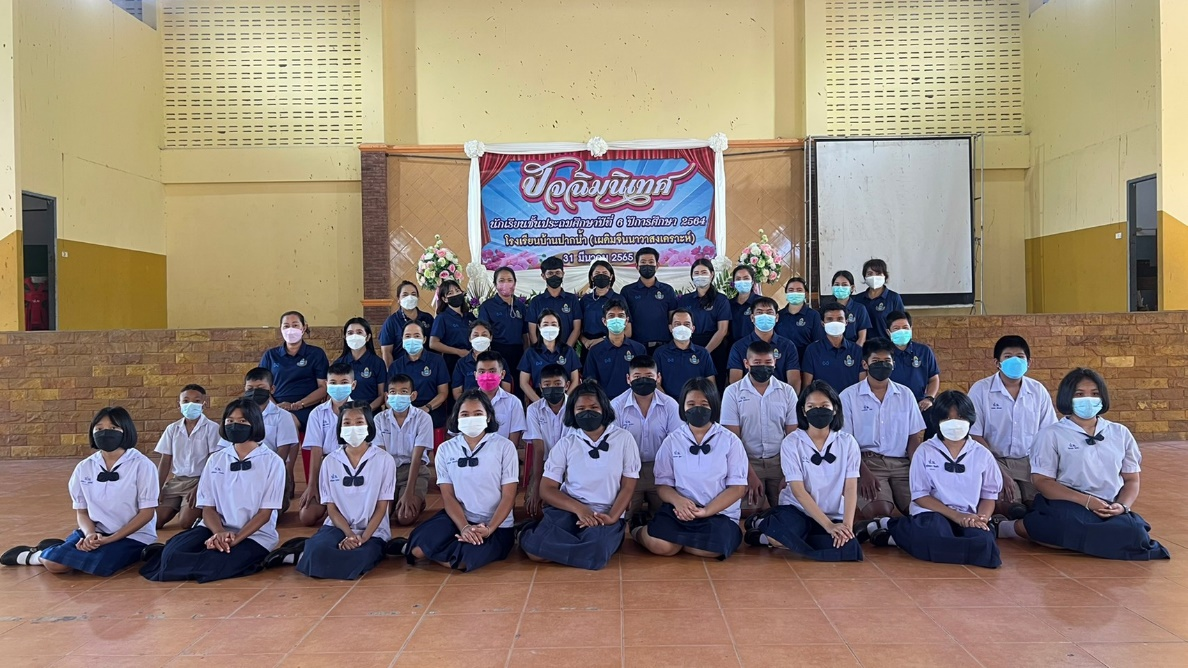 ปัจฉิมนิเทศ
นักเรียนชั้นประถมศึกษาปีที่ 6 ปีการศึกษา 2564
โรงเรียนบ้านปากน้ำ (เผดิมจีนนาวาสงเคราะห์)
31 มีนาคม 2565